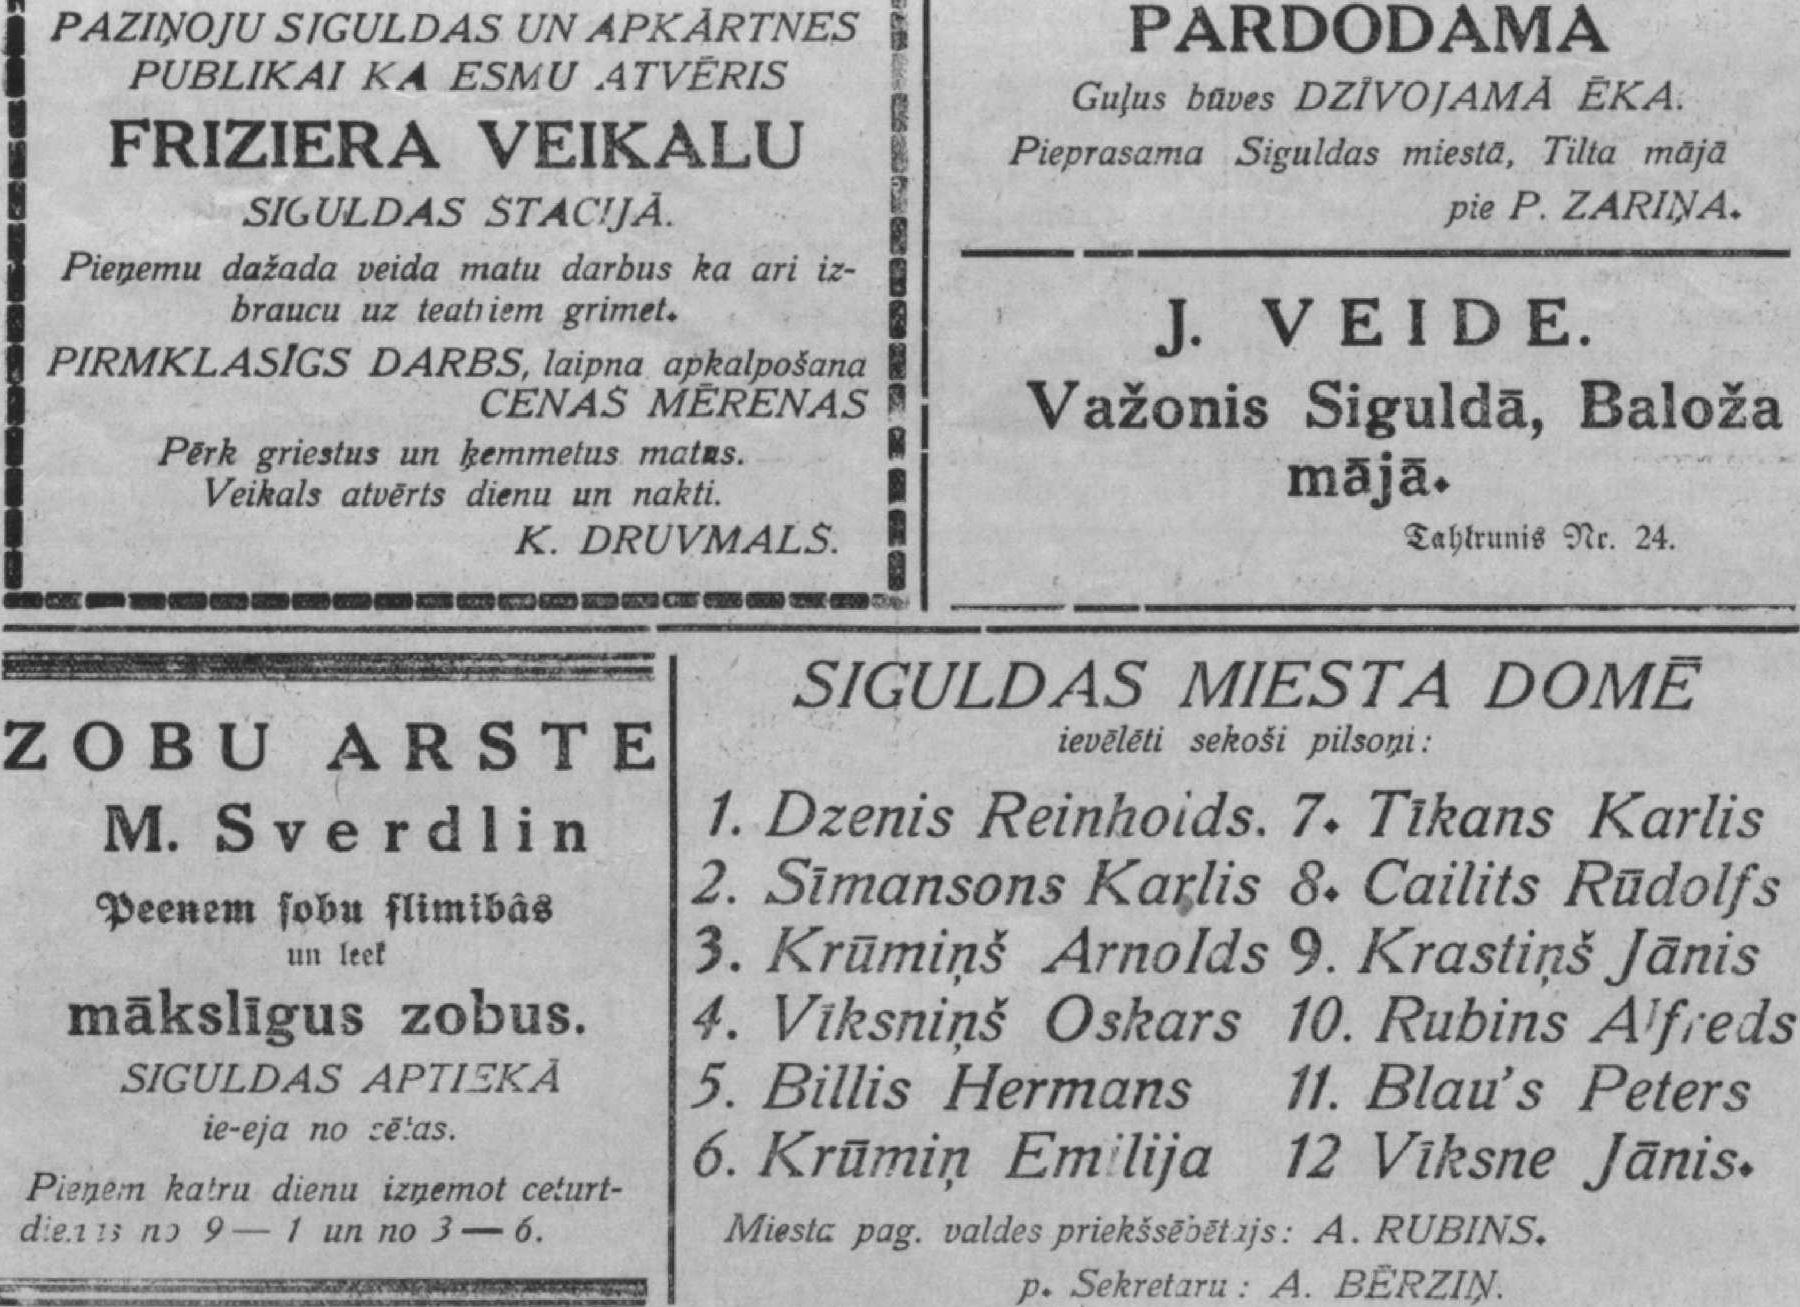 PAZIŅOJU SIGULDAS UN APKĀRTNES
PUBLIKAI KA ESMU ATVĒRIS
FRIZIERA VEIKALU
SIGULDAS STACIJĀ.
Pieņemu dažada veida matu darbus ka ari iz-
braucu uz teatriem grimet.
PIRMKLASĪGS DARBS, laipna apkalpošana
CENAS MĒRENAS
Pērk griestus un ķemmetus matus.
Veikals atvērts dienu un nakti.
K. DRUVMALS.
PARDODAMA
Guļus būves DZĪVOJAMĀ ĒKA.
Pieprasama Siguldas miestā, Tilta mājā
pie P. ZARIŅA.
J. VEIDE.
Važonis Siguldā, Baloža
mājā.
Tahlrunis Nr. 24.
ZOBU ARSTE
M. Sverdlin
Peenem ſobu ſlimibâs
un leek
mākslīgus zobus.
SIGULDAS APTIEKĀ
ie-eja no sētas.
Pieņem katru dienu izņemot ceturt-
dienas no 9 — 1 un no 3 — 6.
SIGULDAS MIESTA DOMĒ
ievēlēti sekoši pilsoņi:
1. Dzenis Reinholds.
2. Sīmansons Karlis
3. Krūmiņš Arnolds
4. Vīksniņš Oskars
5. Billis Hermans
6. Krūmiņ Emilija
7. Tīkans Karlis
8. Cailits Rūdolfs
9. Krastiņš Jānis
10. Rubins Alfreds
11. Blau's Peters
12 Vīksne Jānis.
Miesta pag. valdes priekšsēdētajs: A. RUBINS.
p. Sekretaru: A. BĒRZIŅ.